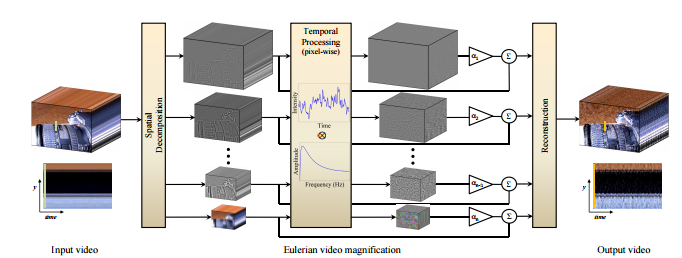 Temporal
Processing
(pixel-wise)
Spatial
Decomposition
Intensity
Time
Amplitude
Frequency (Hz)
α1
Σ
α2
Σ
αn-1
Σ
αn
Σ
Reconstruction
y
time
y
time
Input video
Eulerian video magnification
Output video